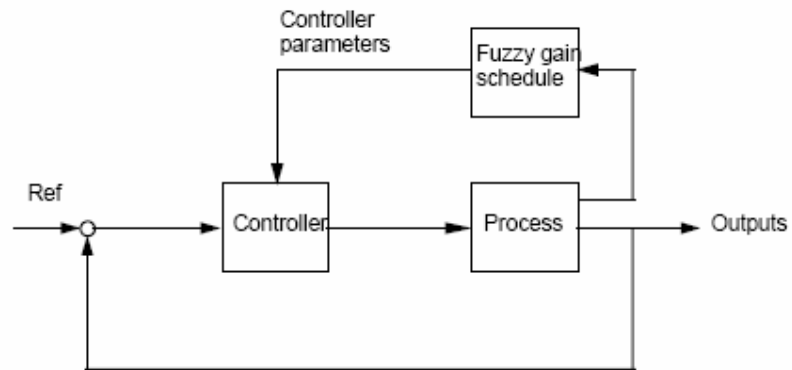 Controller
parameters
Fuzzy gain
schedule
Ref
Controller
Process
Outputs